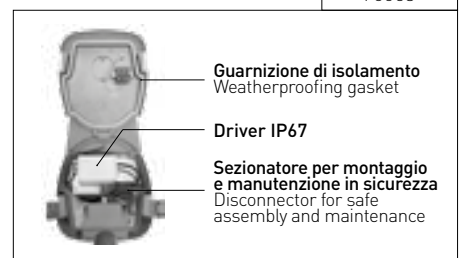 Guarnizione di isolamento
Weatherproofing gasket
Driver IP67
Sezionatore per montaggio
e manutenzione in sicurezza
Disconnector for safe
assembly and maintenance